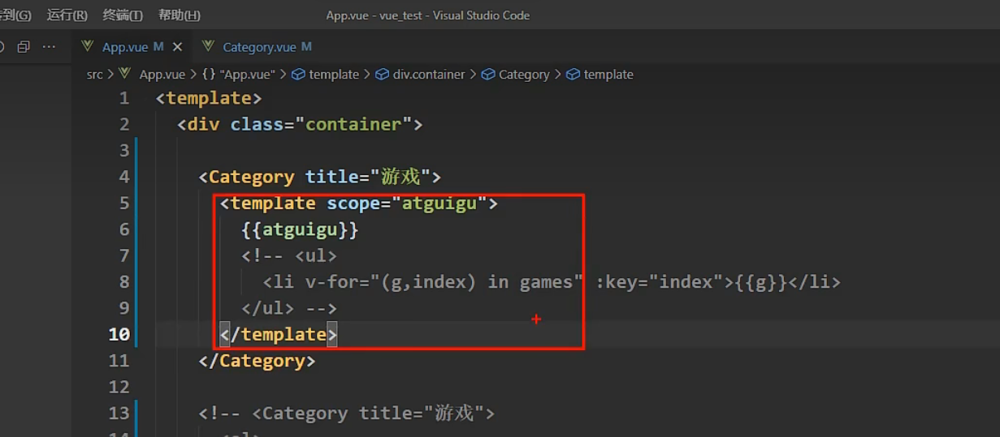 到(G) 运行(R) 终端(T) 帮助(H) App.vue - vue_test - Visual Studio Code
··· App.vue M × Category.vue M
src > App.vue > {} "App.vue" > template > div.container > Category > template
1 <template>
2 <div class="container">
3
4 <Category title="游戏">
5 <template scope="atguigu">
6 {{atguigu}}
7 <!-- <ul>
8 <li v-for="(g,index) in games" :key="index">{{g}}</li>
9 </ul> -->
10 </template>
11 </Category>
12
13 <!-- <Category title="游戏">